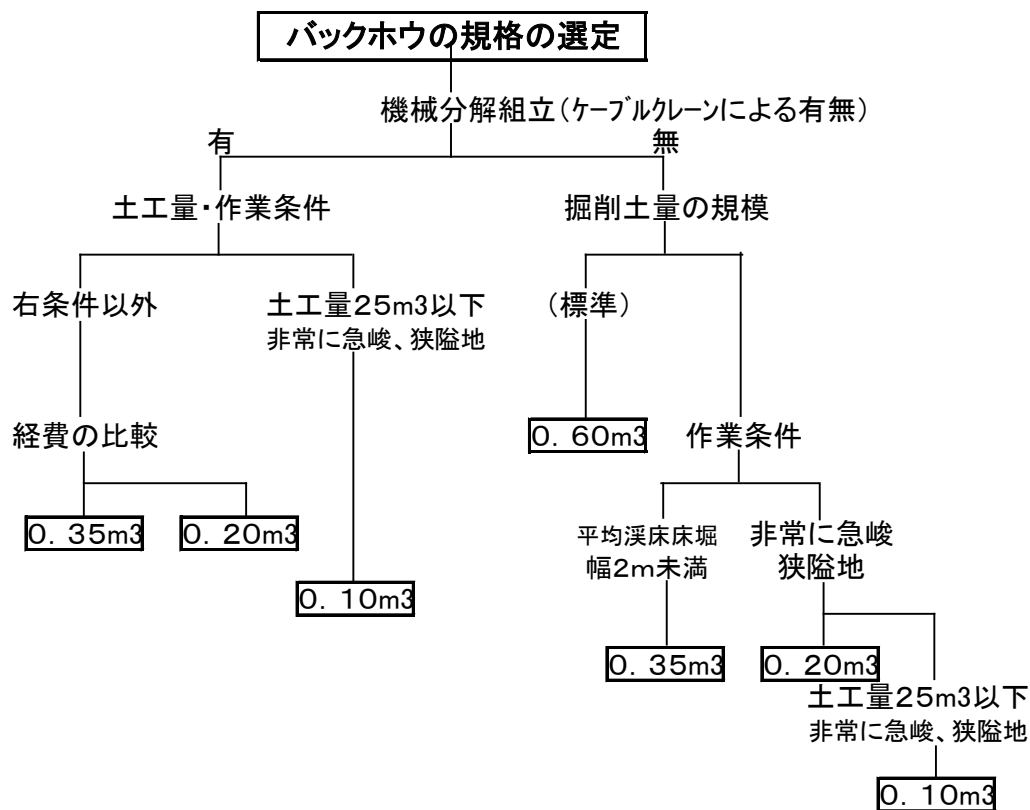 バックホウの規格の選定
機械分解組立(ケーブルクレーンによる有無)
有
無
土工量・作業条件
掘削土量の規模
右条件以外
土工量25m3以下
非常に急峻、狭隘地
(標準)
経費の比較
0.60m3
作業条件
0.35m3
0.20m3
平均渓床床堀
幅2m未満
非常に急峻
狭隘地
0.10m3
0.35m3
0.20m3
土工量25m3以下
非常に急峻、狭隘地
0.10m3